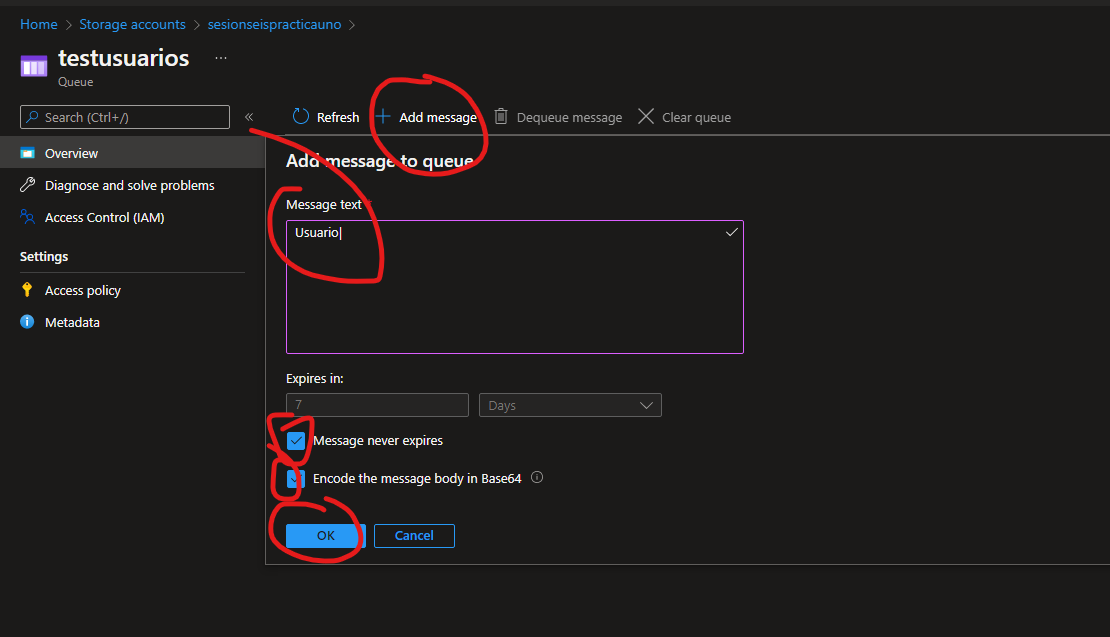 Home > Storage accounts > sesionseispracticauno >
testusuarios ...
Queue
Search (Ctrl+/) «
Refresh + Add message Dequeue message Clear queue
Overview
Diagnose and solve problems
Access Control (IAM)
Settings
Access policy
Metadata
Add message to queue
Message text *
Usuario
Expires in:
7 Days
Message never expires
Encode the message body in Base64
OK Cancel